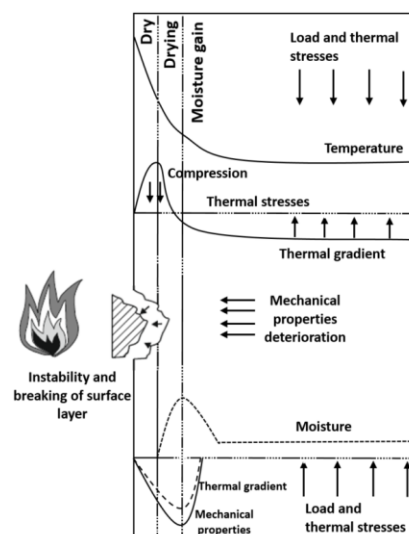 Dry
Drying
Moisture gain
Load and thermal
stresses
Temperature
Compression
Thermal stresses
Thermal gradient
Mechanical
properties
deterioration
Instability and
breaking of surface
layer
Moisture
Thermal gradient
Mechanical
properties
Load and
thermal stresses